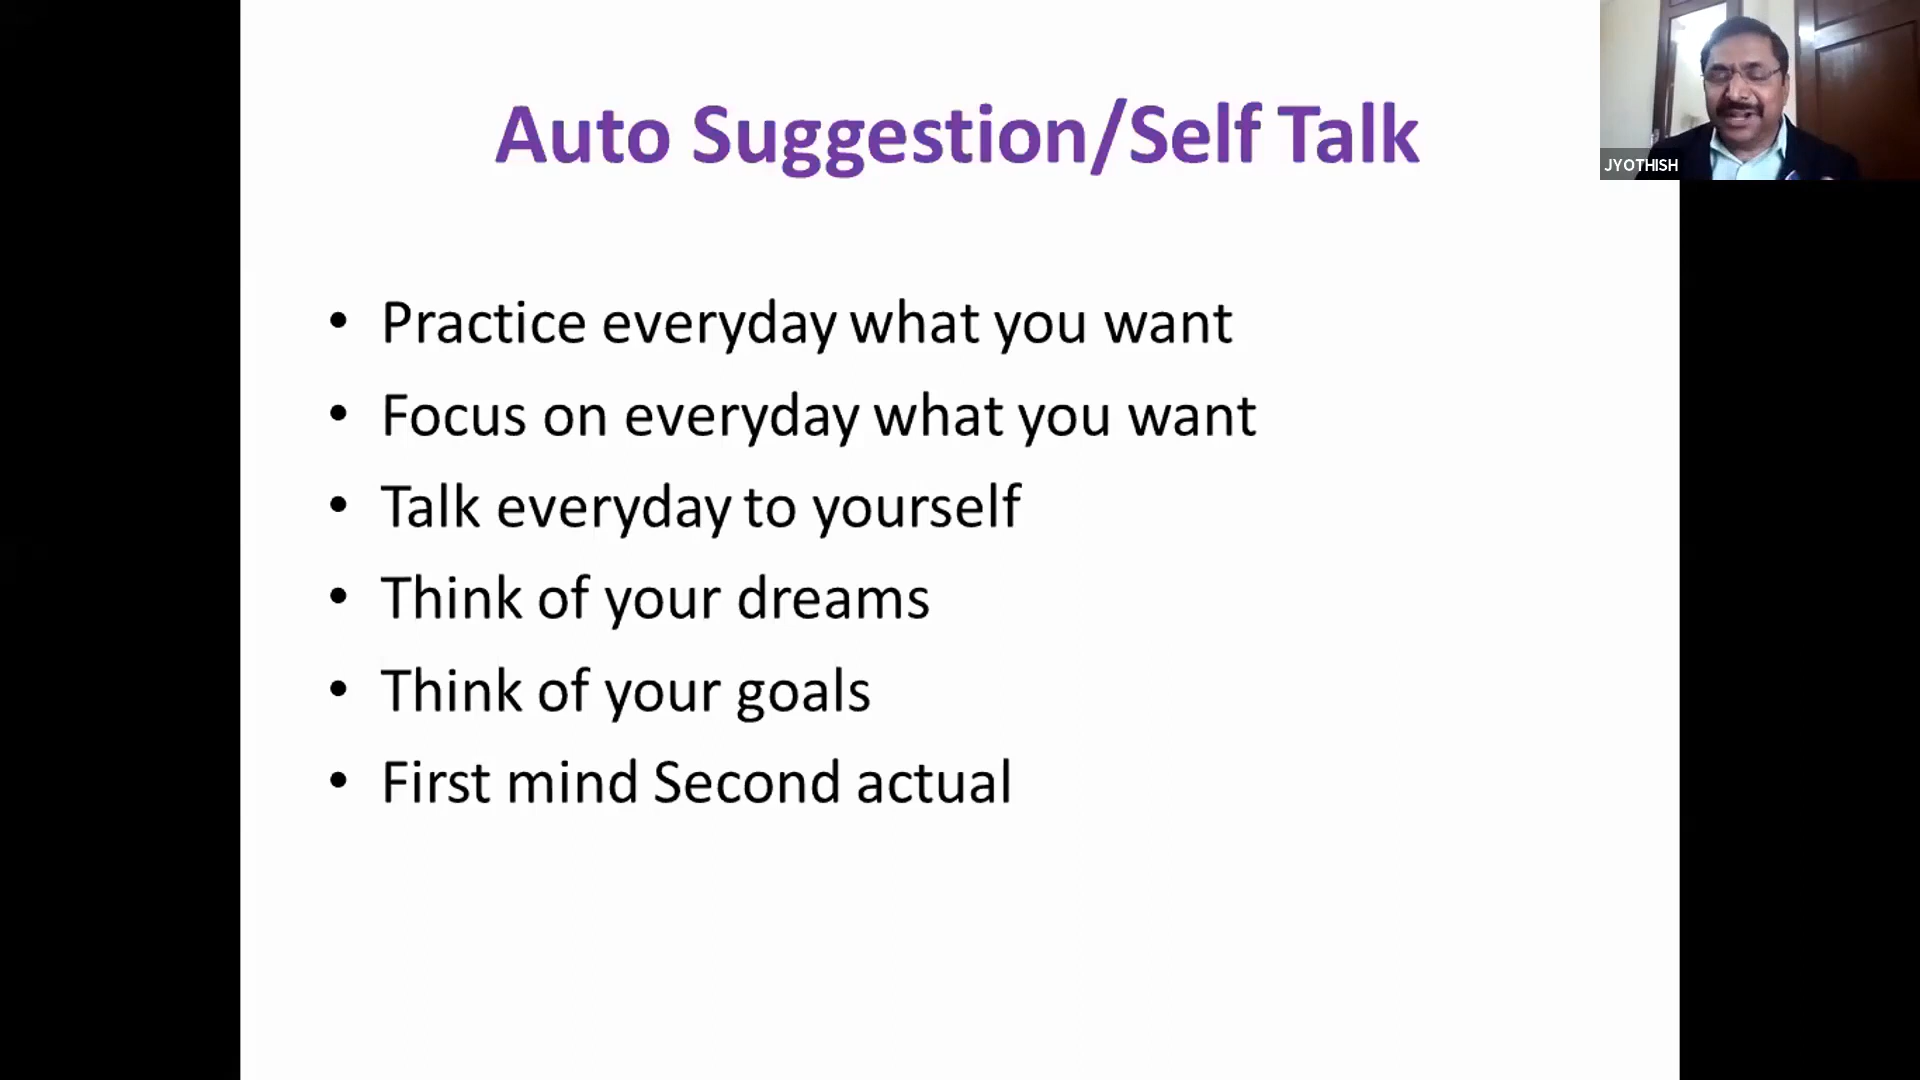 Auto Suggestion/Self Talk
JYOTHISH
• Practice everyday what you want
• Focus on everyday what you want
• Talk everyday to yourself
• Think of your dreams
• Think of your goals
• First mind Second actual